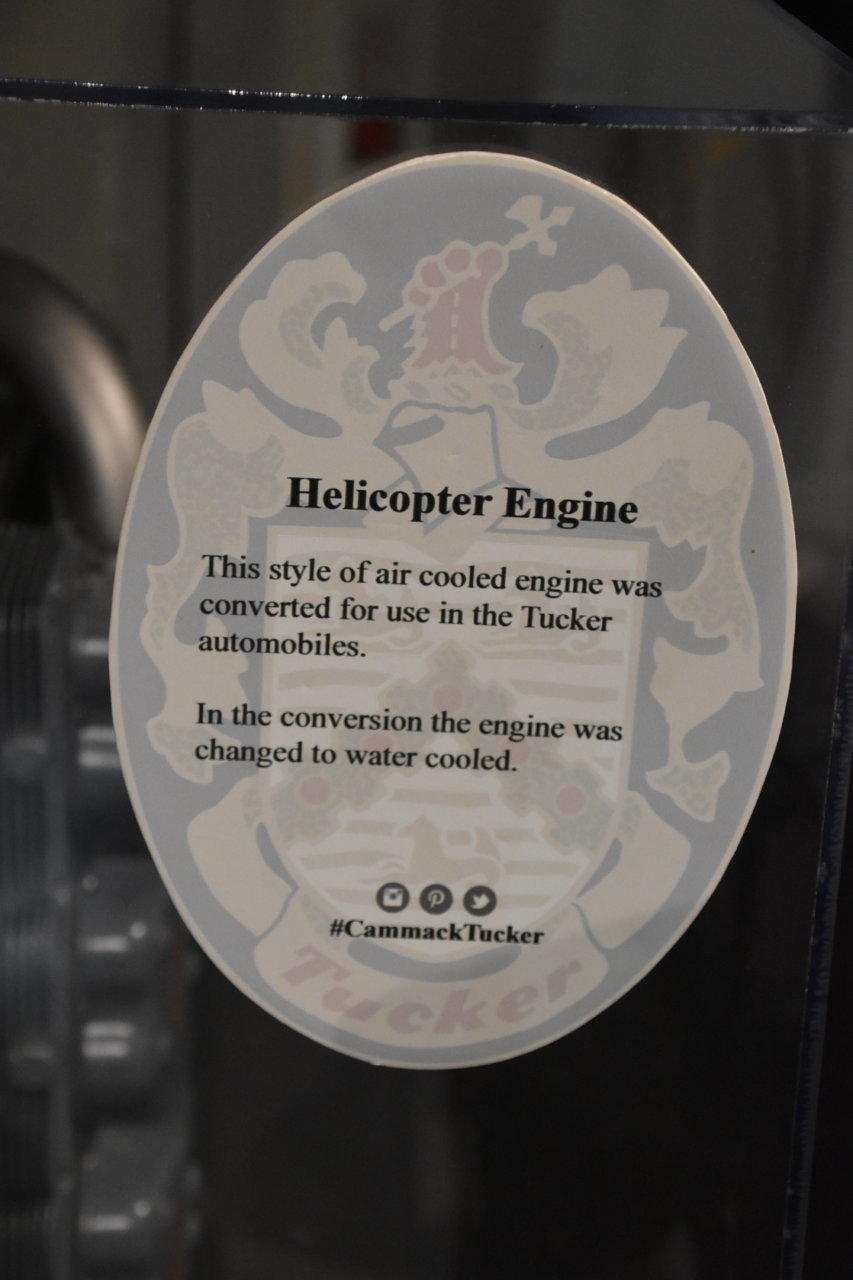 Helicopter Engine
This style of air cooled engine was
converted for use in the Tucker
automobiles.
In the conversion the engine was
changed to water cooled.
#CammackTucker
Tucker